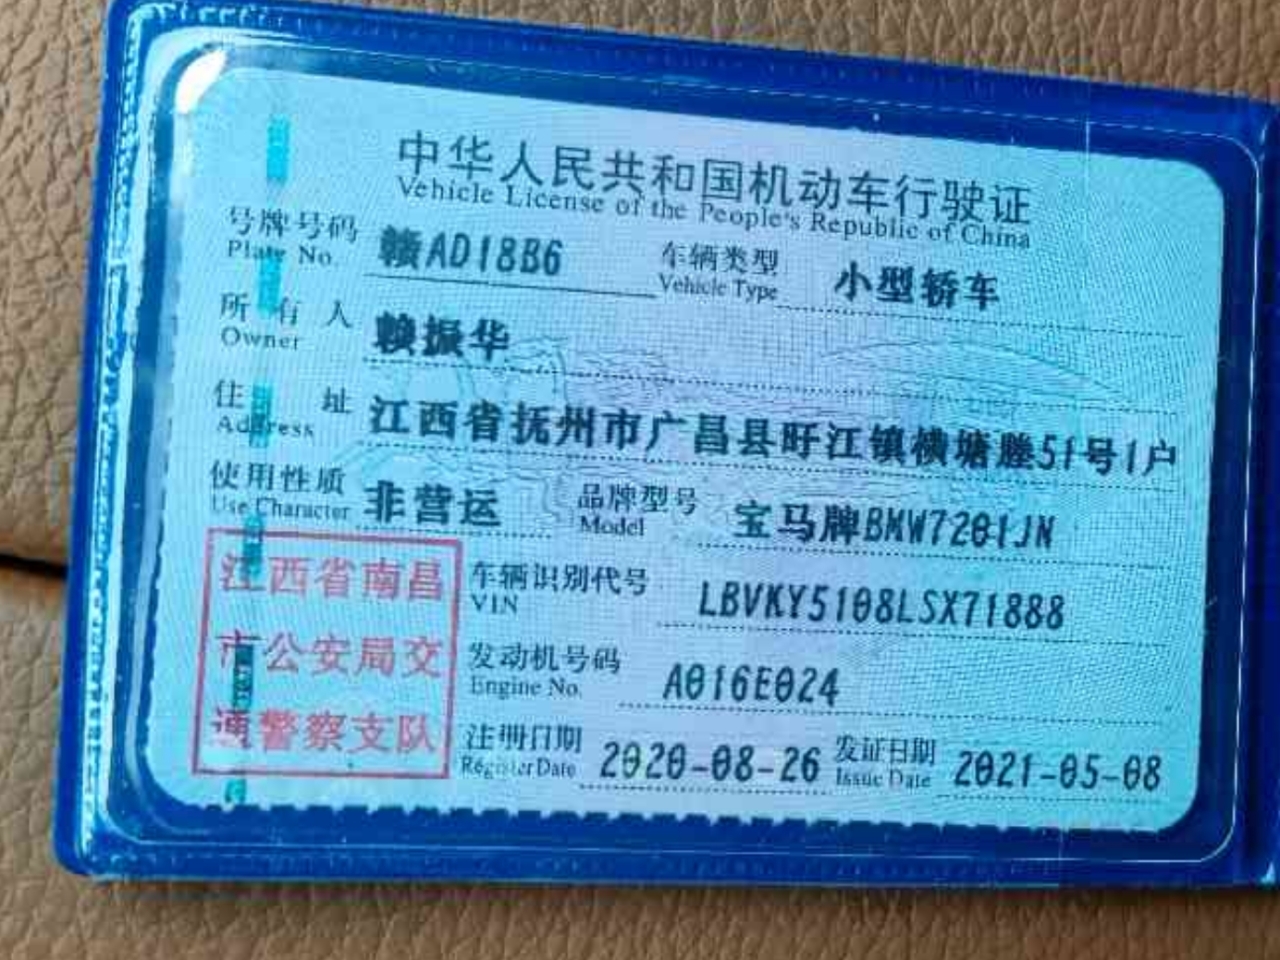 中华人民共和国机动车行驶证
Vehicle License of the People's Republic of China
号牌号码 赣AD18B6 车辆类型 小型轿车
Plate No. Vehicle Type
所有人 赖振华
Owner
住址 江西省抚州市广昌县旴江镇横塘塍51号1户
Address
使用性质 非营运 品牌型号 宝马牌BMW7201JN
Use Character Model
江西省南昌
市公安局交
通警察支队
车辆识别代号 LBVKY5108LSX71888
VIN
发动机号码 A016E024
Engine No.
注册日期 2020-08-26 发证日期 2021-05-08
Register Date Issue Date